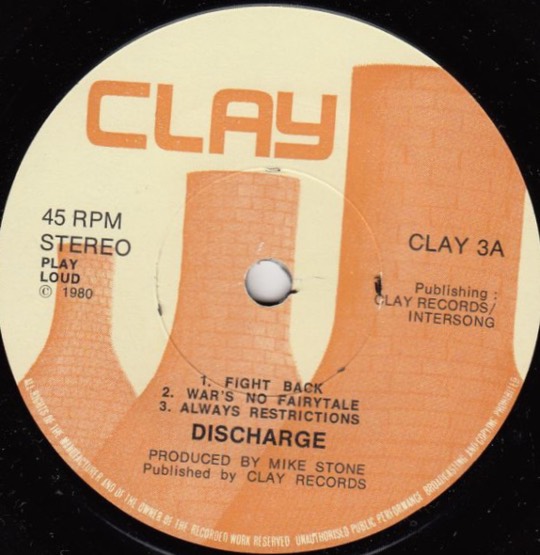 CLAY
45 RPM
STEREO
PLAY
LOUD
© 1980
CLAY 3A
Publishing :
CLAY RECORDS/
INTERSONG
1. FIGHT BACK
2. WAR'S NO FAIRYTALE
3. ALWAYS RESTRICTIONS
DISCHARGE
PRODUCED BY MIKE STONE
Published by CLAY RECORDS
ALL RIGHTS OF THE MANUFACTURER AND OF THE OWNER OF THE RECORDED WORK RESERVED UNAUTHORISED PUBLIC PERFORMANCE BROADCASTING AND COPYING PROHIBITED